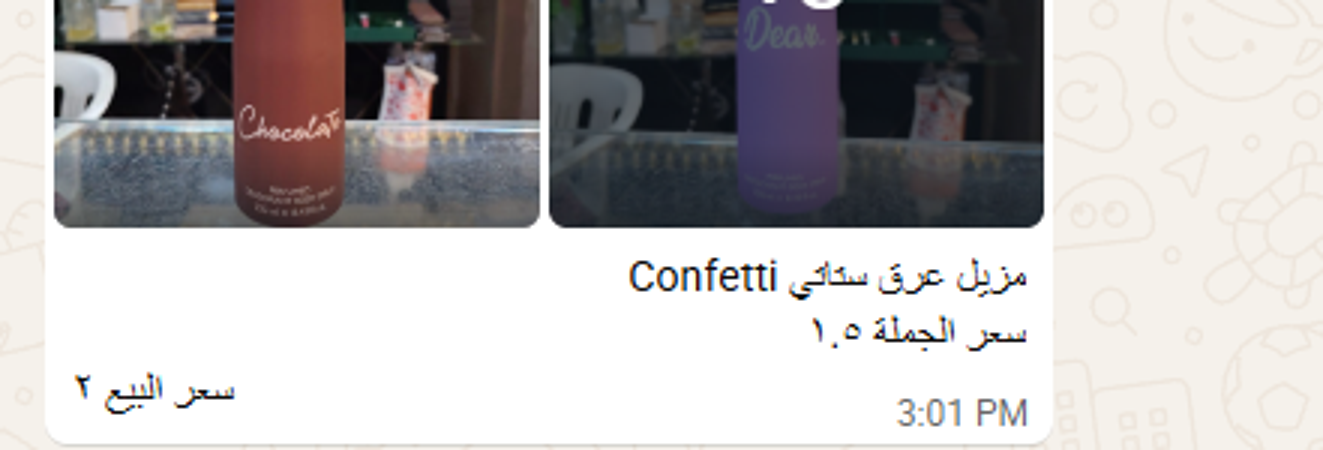 Chocolate
Dear
مزيل عرق ستاتي Confetti
سعر الجملة ١.٥
سعر البيع ٢
3:01 PM